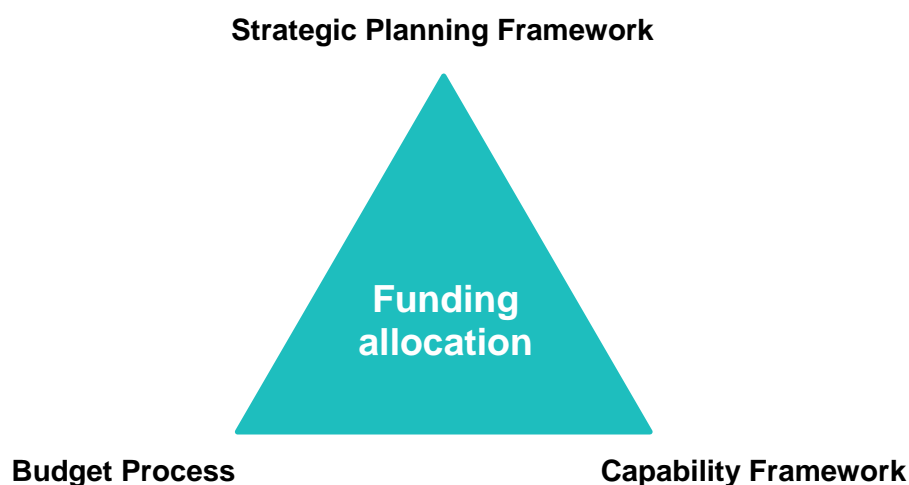 Strategic Planning Framework
Funding
allocation
Budget Process
Capability Framework